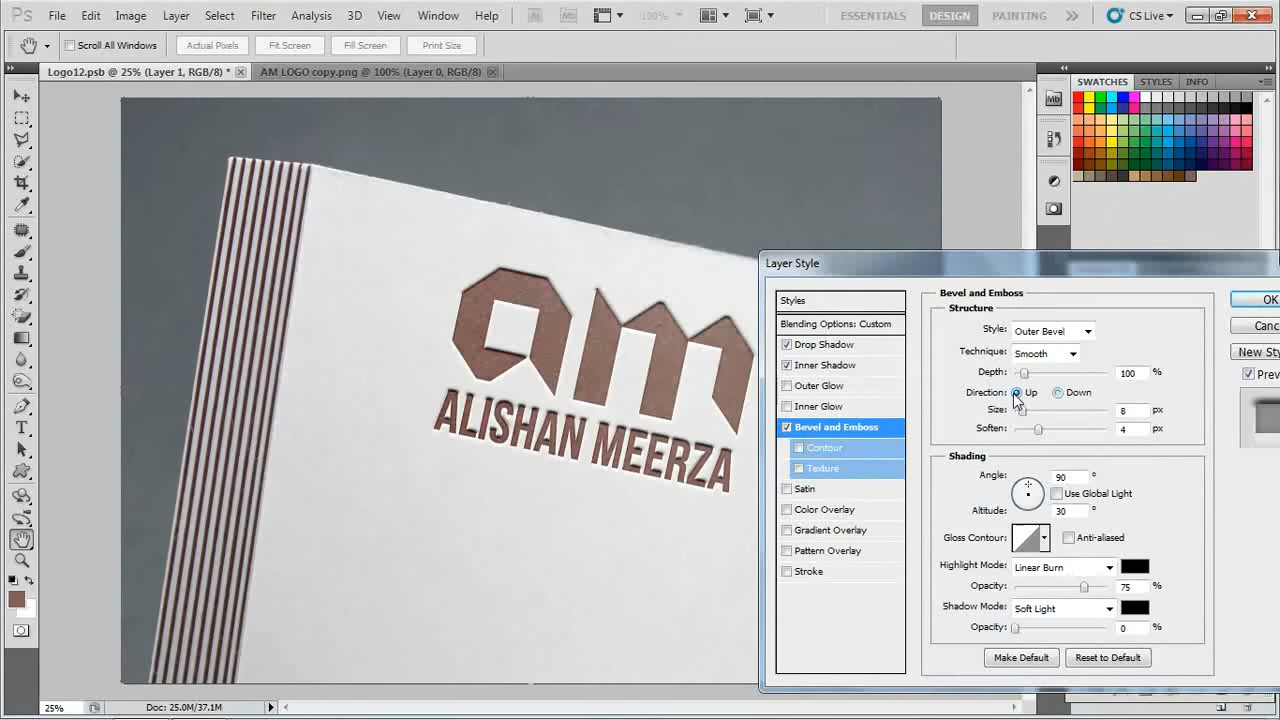 Ps File Edit Image Layer Select Filter Analysis 3D View Window Help Mb 100% ESSENTIALS DESIGN PAINTING CS Live
Scroll All Windows Actual Pixels Fit Screen Fill Screen Print Size
Logo12.psb @ 25% (Layer 1, RGB/8) * AM LOGO copy.png @ 100% (Layer 0, RGB/8)
SWATCHES STYLES INFO
Mb
am
ALISHAN MEERZA
Layer Style
Styles
Blending Options: Custom
Drop Shadow
Inner Shadow
Outer Glow
Inner Glow
Bevel and Emboss
Contour
Texture
Satin
Color Overlay
Gradient Overlay
Pattern Overlay
Stroke
Bevel and Emboss
Structure
Style: Outer Bevel
Technique: Smooth
Depth: 100 %
Direction: Up Down
Size: 8 px
Soften: 4 px
Shading
Angle: 90 °
Use Global Light
Altitude: 30 °
Gloss Contour: Anti-aliased
Highlight Mode: Linear Burn
Opacity: 75 %
Shadow Mode: Soft Light
Opacity: 0 %
Make Default Reset to Default
OK
Canc
New Sty
Prev
25% Doc: 25.0M/37.1M